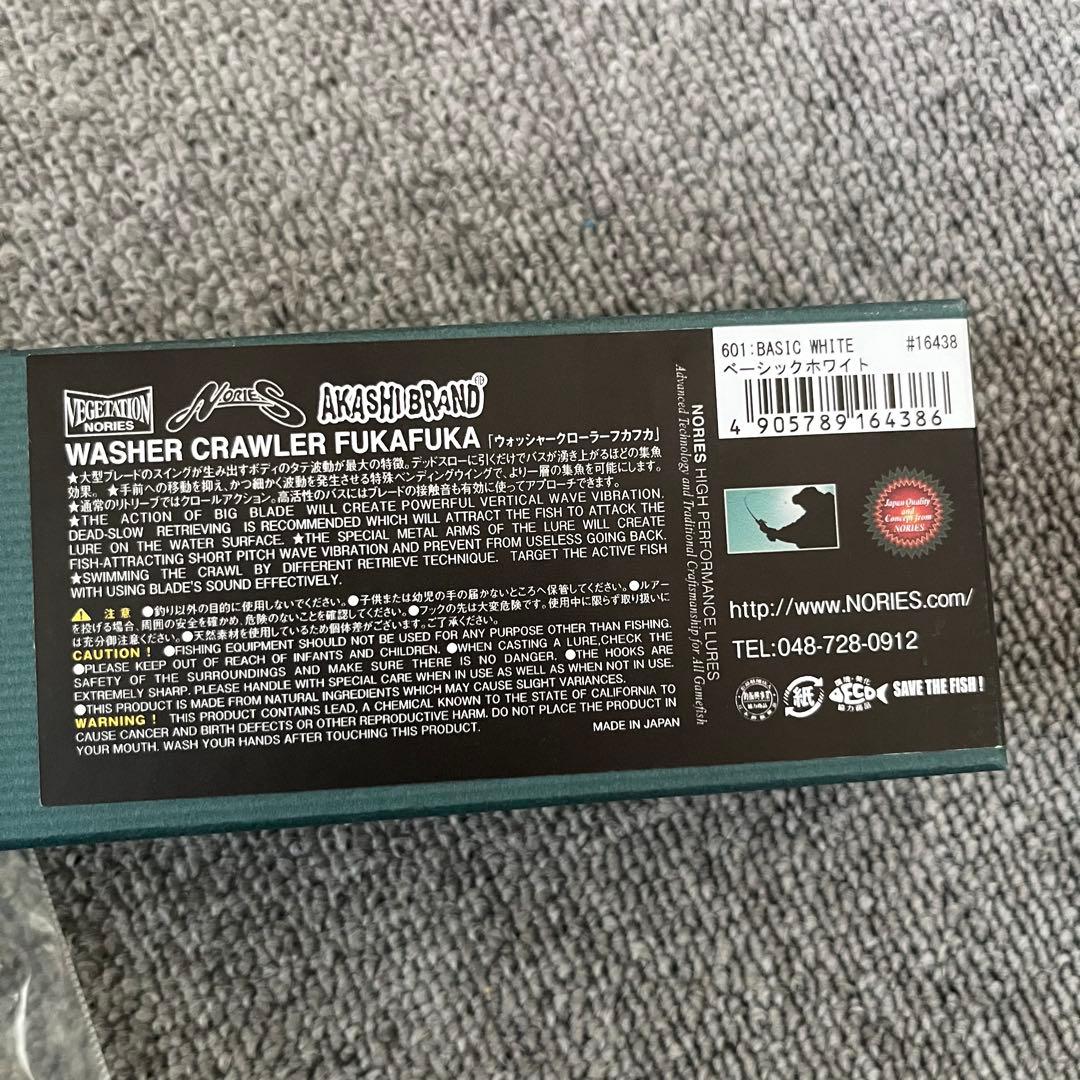 VEGETATION
NORIES
NORIES
AKASHI BRAND
WASHER CRAWLER FUKAFUKA「ウォッシャークローラーフカフカ」
★大型ブレードのスイングが生み出すボディのタテ波動が最大の特徴。デッドスローに引くだけでバスが湧き上がるほどの集魚
効果。★手前への移動を抑え、かつ細かく波動を発生させる特殊ベンディングウイングで、より一層の集魚を可能にします。
★通常のリトリーブではクロールアクション。高活性のバスにはブレードの接触音も有効に使ってアプローチできます。
★THE ACTION OF BIG BLADE WILL CREATE POWERFUL VERTICAL WAVE VIBRATION.
DEAD-SLOW RETRIEVING IS RECOMMENDED WHICH WILL ATTRACT THE FISH TO ATTACK THE
LURE ON THE WATER SURFACE. ★THE SPECIAL METAL ARMS OF THE LURE WILL CREATE
FISH-ATTRACTING SHORT PITCH WAVE VIBRATION AND PREVENT FROM USELESS GOING BACK.
★SWIMMING THE CRAWL BY DIFFERENT RETRIEVE TECHNIQUE. TARGET THE ACTIVE FISH
WITH USING BLADE'S SOUND EFFECTIVELY.
注意 ●釣り以外の目的に使用しないでください。●子供または幼児の手の届かないところへ保管してください。●ルアー
を投げる場合、周囲の安全を確かめ、危険のないことを確認してください。●フックの先は大変危険です。使用中に限らず取り扱いに
は充分御注意ください。●天然素材を使用しているため個体差がございます。ご了承ください。
CAUTION ! ●FISHING EQUIPMENT SHOULD NOT BE USED FOR ANY PURPOSE OTHER THAN FISHING.
●PLEASE KEEP OUT OF REACH OF INFANTS AND CHILDREN. ●WHEN CASTING A LURE,CHECK THE
SAFETY OF THE SURROUNDINGS AND MAKE SURE THERE IS NO DANGER. ●THE HOOKS ARE
EXTREMELY SHARP. PLEASE HANDLE WITH SPECIAL CARE WHEN IN USE AS WELL AS WHEN NOT IN USE.
●THIS PRODUCT IS MADE FROM NATURAL INGREDIENTS WHICH MAY CAUSE SLIGHT VARIANCES.
WARNING ! THIS PRODUCT CONTAINS LEAD, A CHEMICAL KNOWN TO THE STATE OF CALIFORNIA TO
CAUSE CANCER AND BIRTH DEFECTS OR OTHER REPRODUCTIVE HARM. DO NOT PLACE THE PRODUCT IN
YOUR MOUTH. WASH YOUR HANDS AFTER TOUCHING THIS PRODUCT.
MADE IN JAPAN
NORIES HIGH PERFORMANCE LURES
Advanced Technology and Traditional Craftsmanship for All Gamefish
601:BASIC WHITE #16438
ベーシックホワイト
4 905789 164386
Japan Quality
and
Concept from
NORIES
http://www.NORIES.com/
TEL:048-728-0912
紙
ECO
協力商品
SAVE THE FISH !